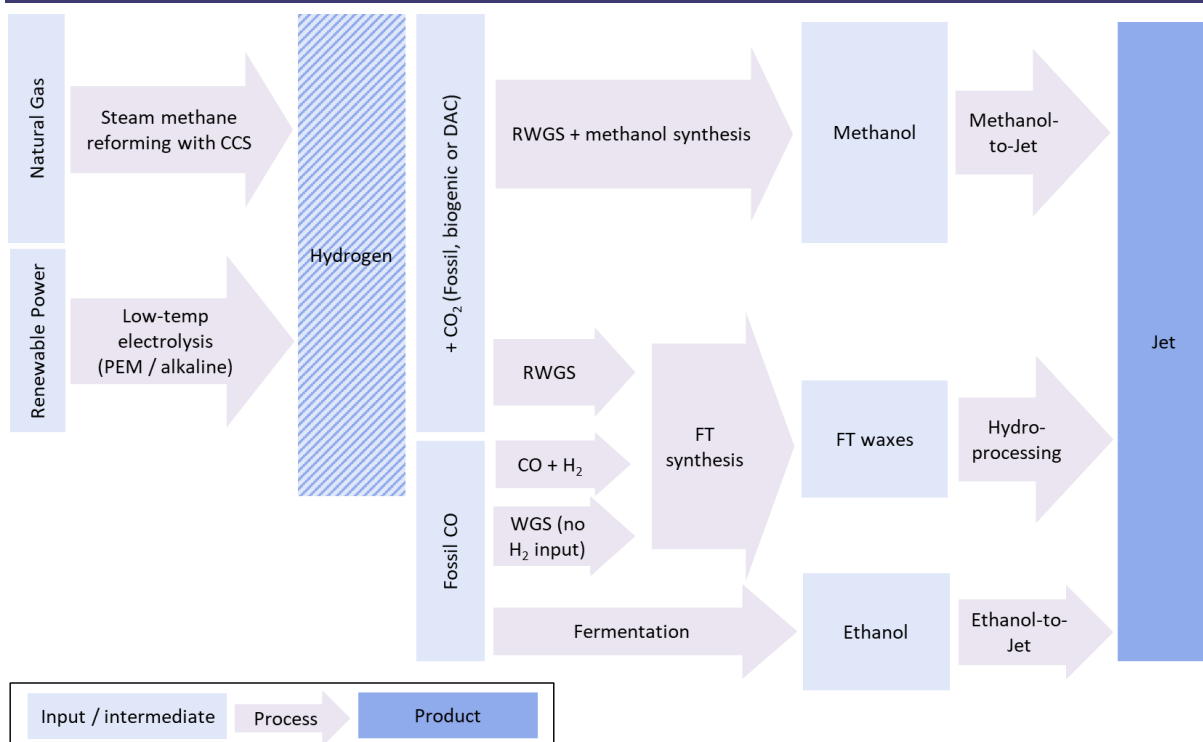 Natural Gas
Steam methane
reforming with CCS
Renewable Power
Low-temp
electrolysis
(PEM / alkaline)
Hydrogen
+ CO₂ (Fossil, biogenic or DAC)
Fossil CO
RWGS + methanol synthesis
Methanol
Methanol-
to-Jet
RWGS
CO + H₂
WGS (no
H₂ input)
FT
synthesis
FT waxes
Hydro-
processing
Fermentation
Ethanol
Ethanol-to-
Jet
Jet
Input / intermediate
Process
Product